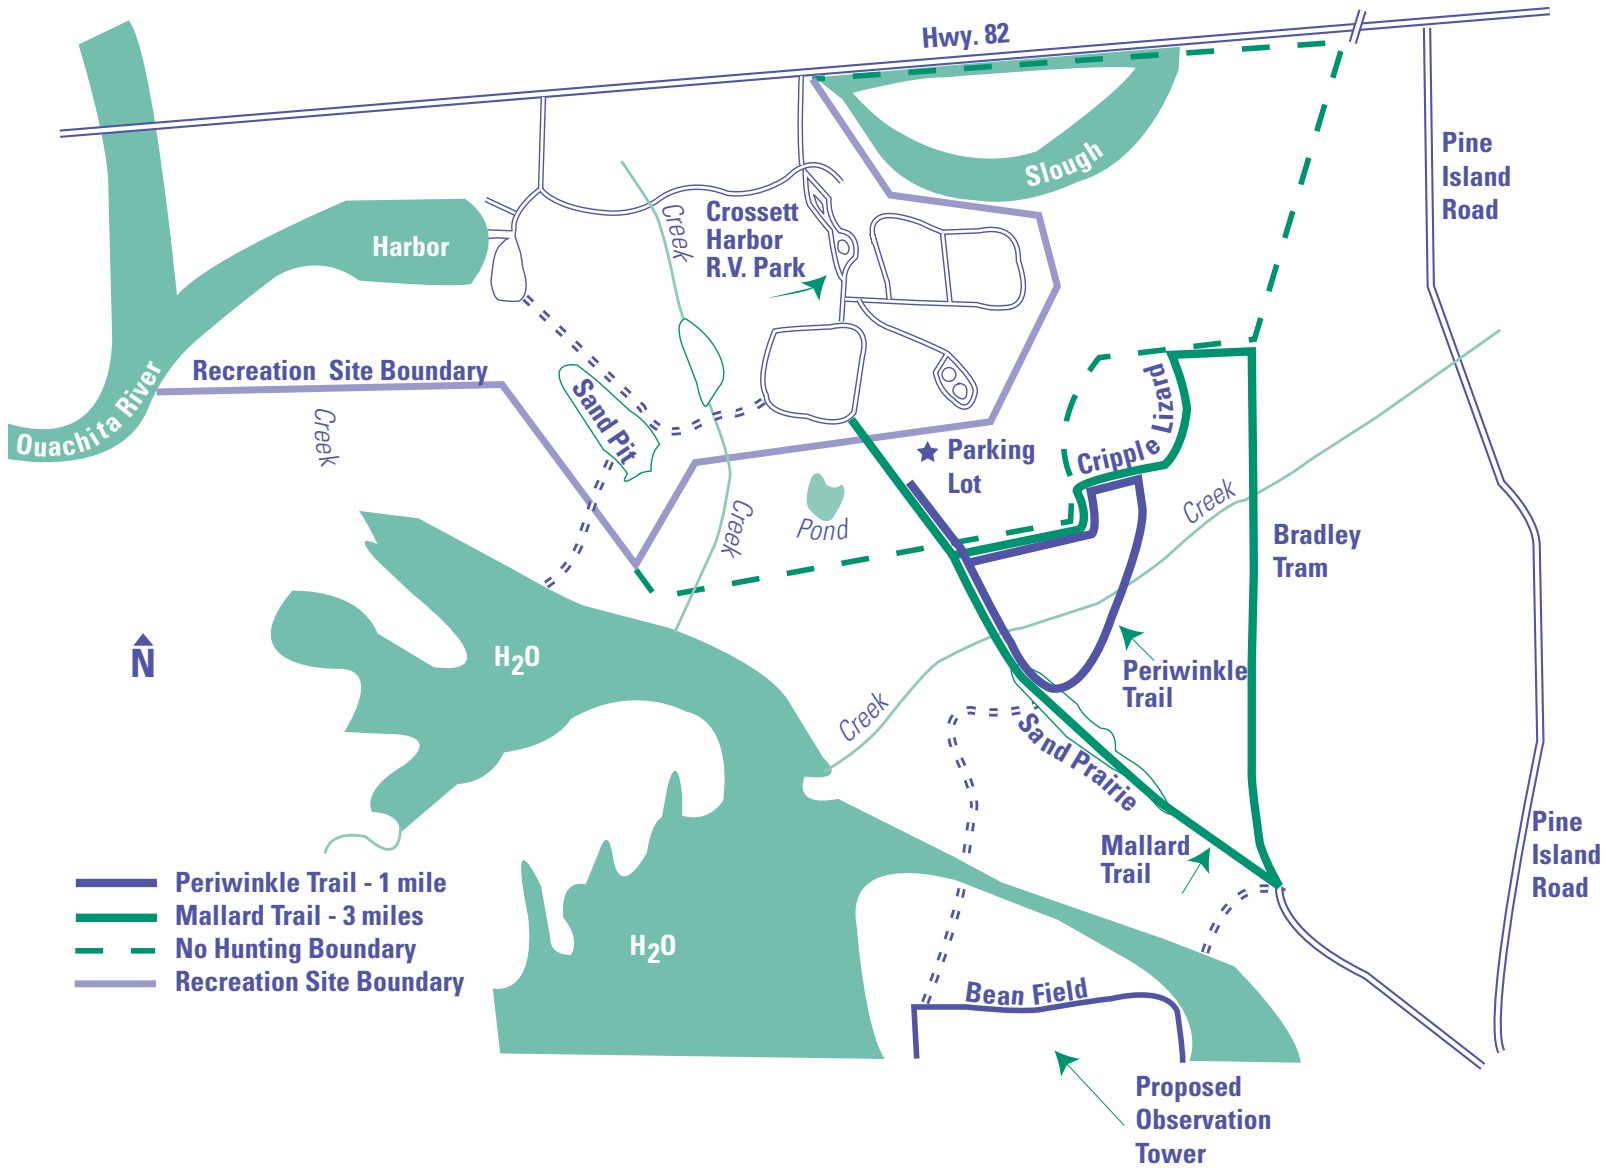 Hwy. 82
Pine
Island
Road
Slough
Harbor
Creek
Crossett
Harbor
R.V. Park
Recreation Site Boundary
Ouachita River
Creek
Sand Pit
Lizard
Cripple
Parking
Lot
Creek
Creek
Pond
Bradley
Tram
N
H2O
Periwinkle
Trail
Creek
Sand Prairie
Mallard
Trail
Pine
Island
Road
Periwinkle Trail - 1 mile
Mallard Trail - 3 miles
No Hunting Boundary
Recreation Site Boundary
H2O
Bean Field
Proposed
Observation
Tower